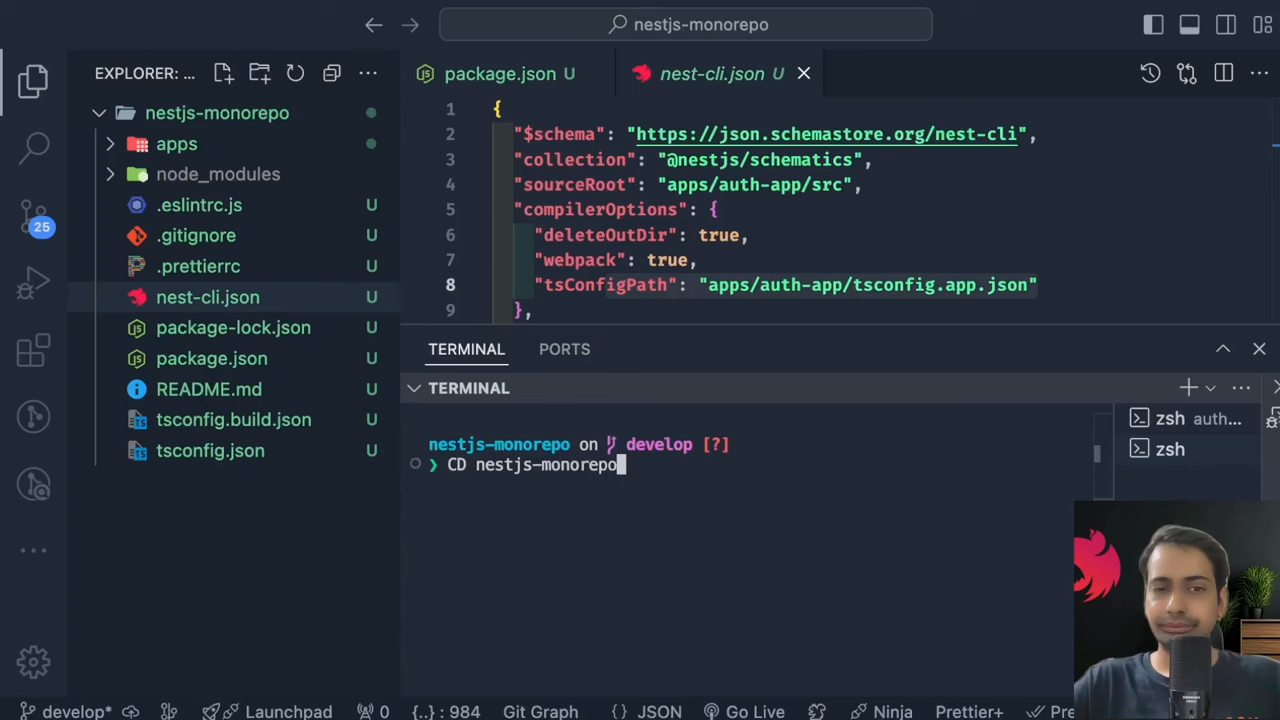 nestjs-monorepo
EXPLORER: ...
package.json U
nest-cli.json U
nestjs-monorepo
apps
node_modules
.eslintrc.js U
.gitignore U
.prettierrc U
nest-cli.json U
package-lock.json U
package.json U
README.md U
tsconfig.build.json U
tsconfig.json U
25
1 {
2 "$schema": "https://json.schemastore.org/nest-cli",
3 "collection": "@nestjs/schematics",
4 "sourceRoot": "apps/auth-app/src",
5 "compilerOptions": {
6 "deleteOutDir": true,
7 "webpack": true,
8 "tsConfigPath": "apps/auth-app/tsconfig.app.json"
9 },
TERMINAL PORTS
TERMINAL
nestjs-monorepo on develop [?]
❯ CD nestjs-monorepo
zsh auth...
zsh
develop* Launchpad 0 {..} : 984 Git Graph {} JSON Go Live Ninja Prettier+ Pre